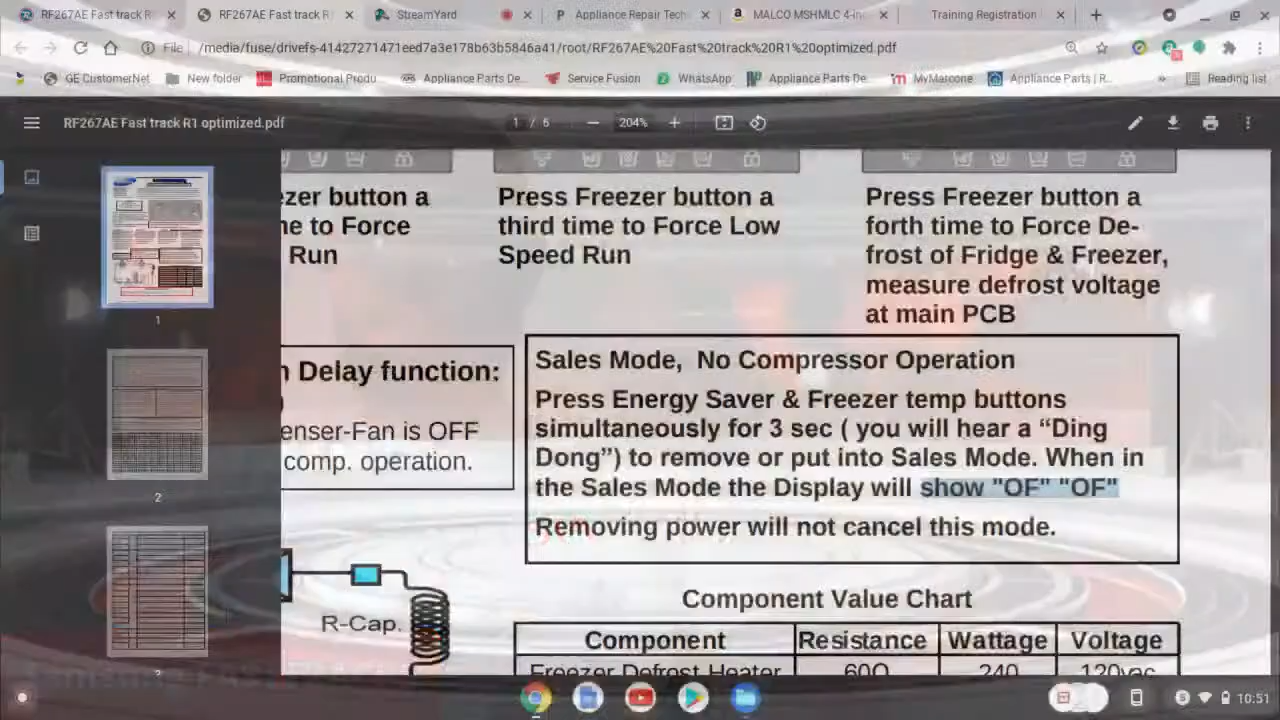 RF267AE Fast track R
RF267AE Fast track R
StreamYard
Appliance Repair Tech
MALCO MSHMLC 4-in
Training Registration
File
/media/fuse/drivefs-41427271471eed7a3e178b63b5846a41/root/RF267AE%20Fast%20track%20R1%20optimized.pdf
GE CustomerNet
New folder
Promotional Produ
Appliance Parts De...
Service Fusion
WhatsApp
Appliance Parts De...
MyMarcone
Appliance Parts | R...
»
Reading list
RF267AE Fast track R1 optimized.pdf
1 / 6
204%
ezer button a
ne to Force
Run
Press Freezer button a
third time to Force Low
Speed Run
Press Freezer button a
forth time to Force De-
frost of Fridge & Freezer,
measure defrost voltage
at main PCB
1
2
3
n Delay function:
enser-Fan is OFF
comp. operation.
Sales Mode, No Compressor Operation
Press Energy Saver & Freezer temp buttons
simultaneously for 3 sec ( you will hear a “Ding
Dong”) to remove or put into Sales Mode. When in
the Sales Mode the Display will show "OF" "OF"
Removing power will not cancel this mode.
R-Cap.
Component Value Chart
Component Resistance Wattage Voltage
Freezer Defrost Heater 60Ω 240 120vac
10:51